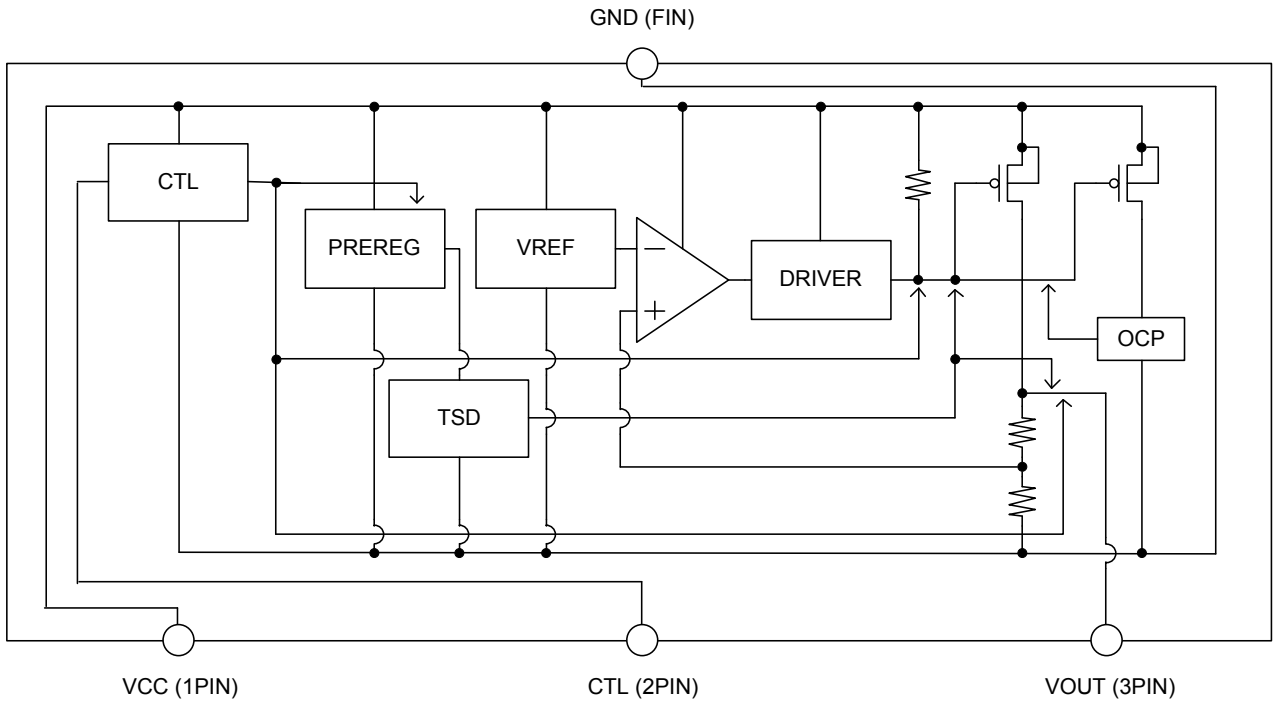 GND (FIN)
CTL
PREREG
VREF
−
+
DRIVER
OCP
TSD
VCC (1PIN)
CTL (2PIN)
VOUT (3PIN)